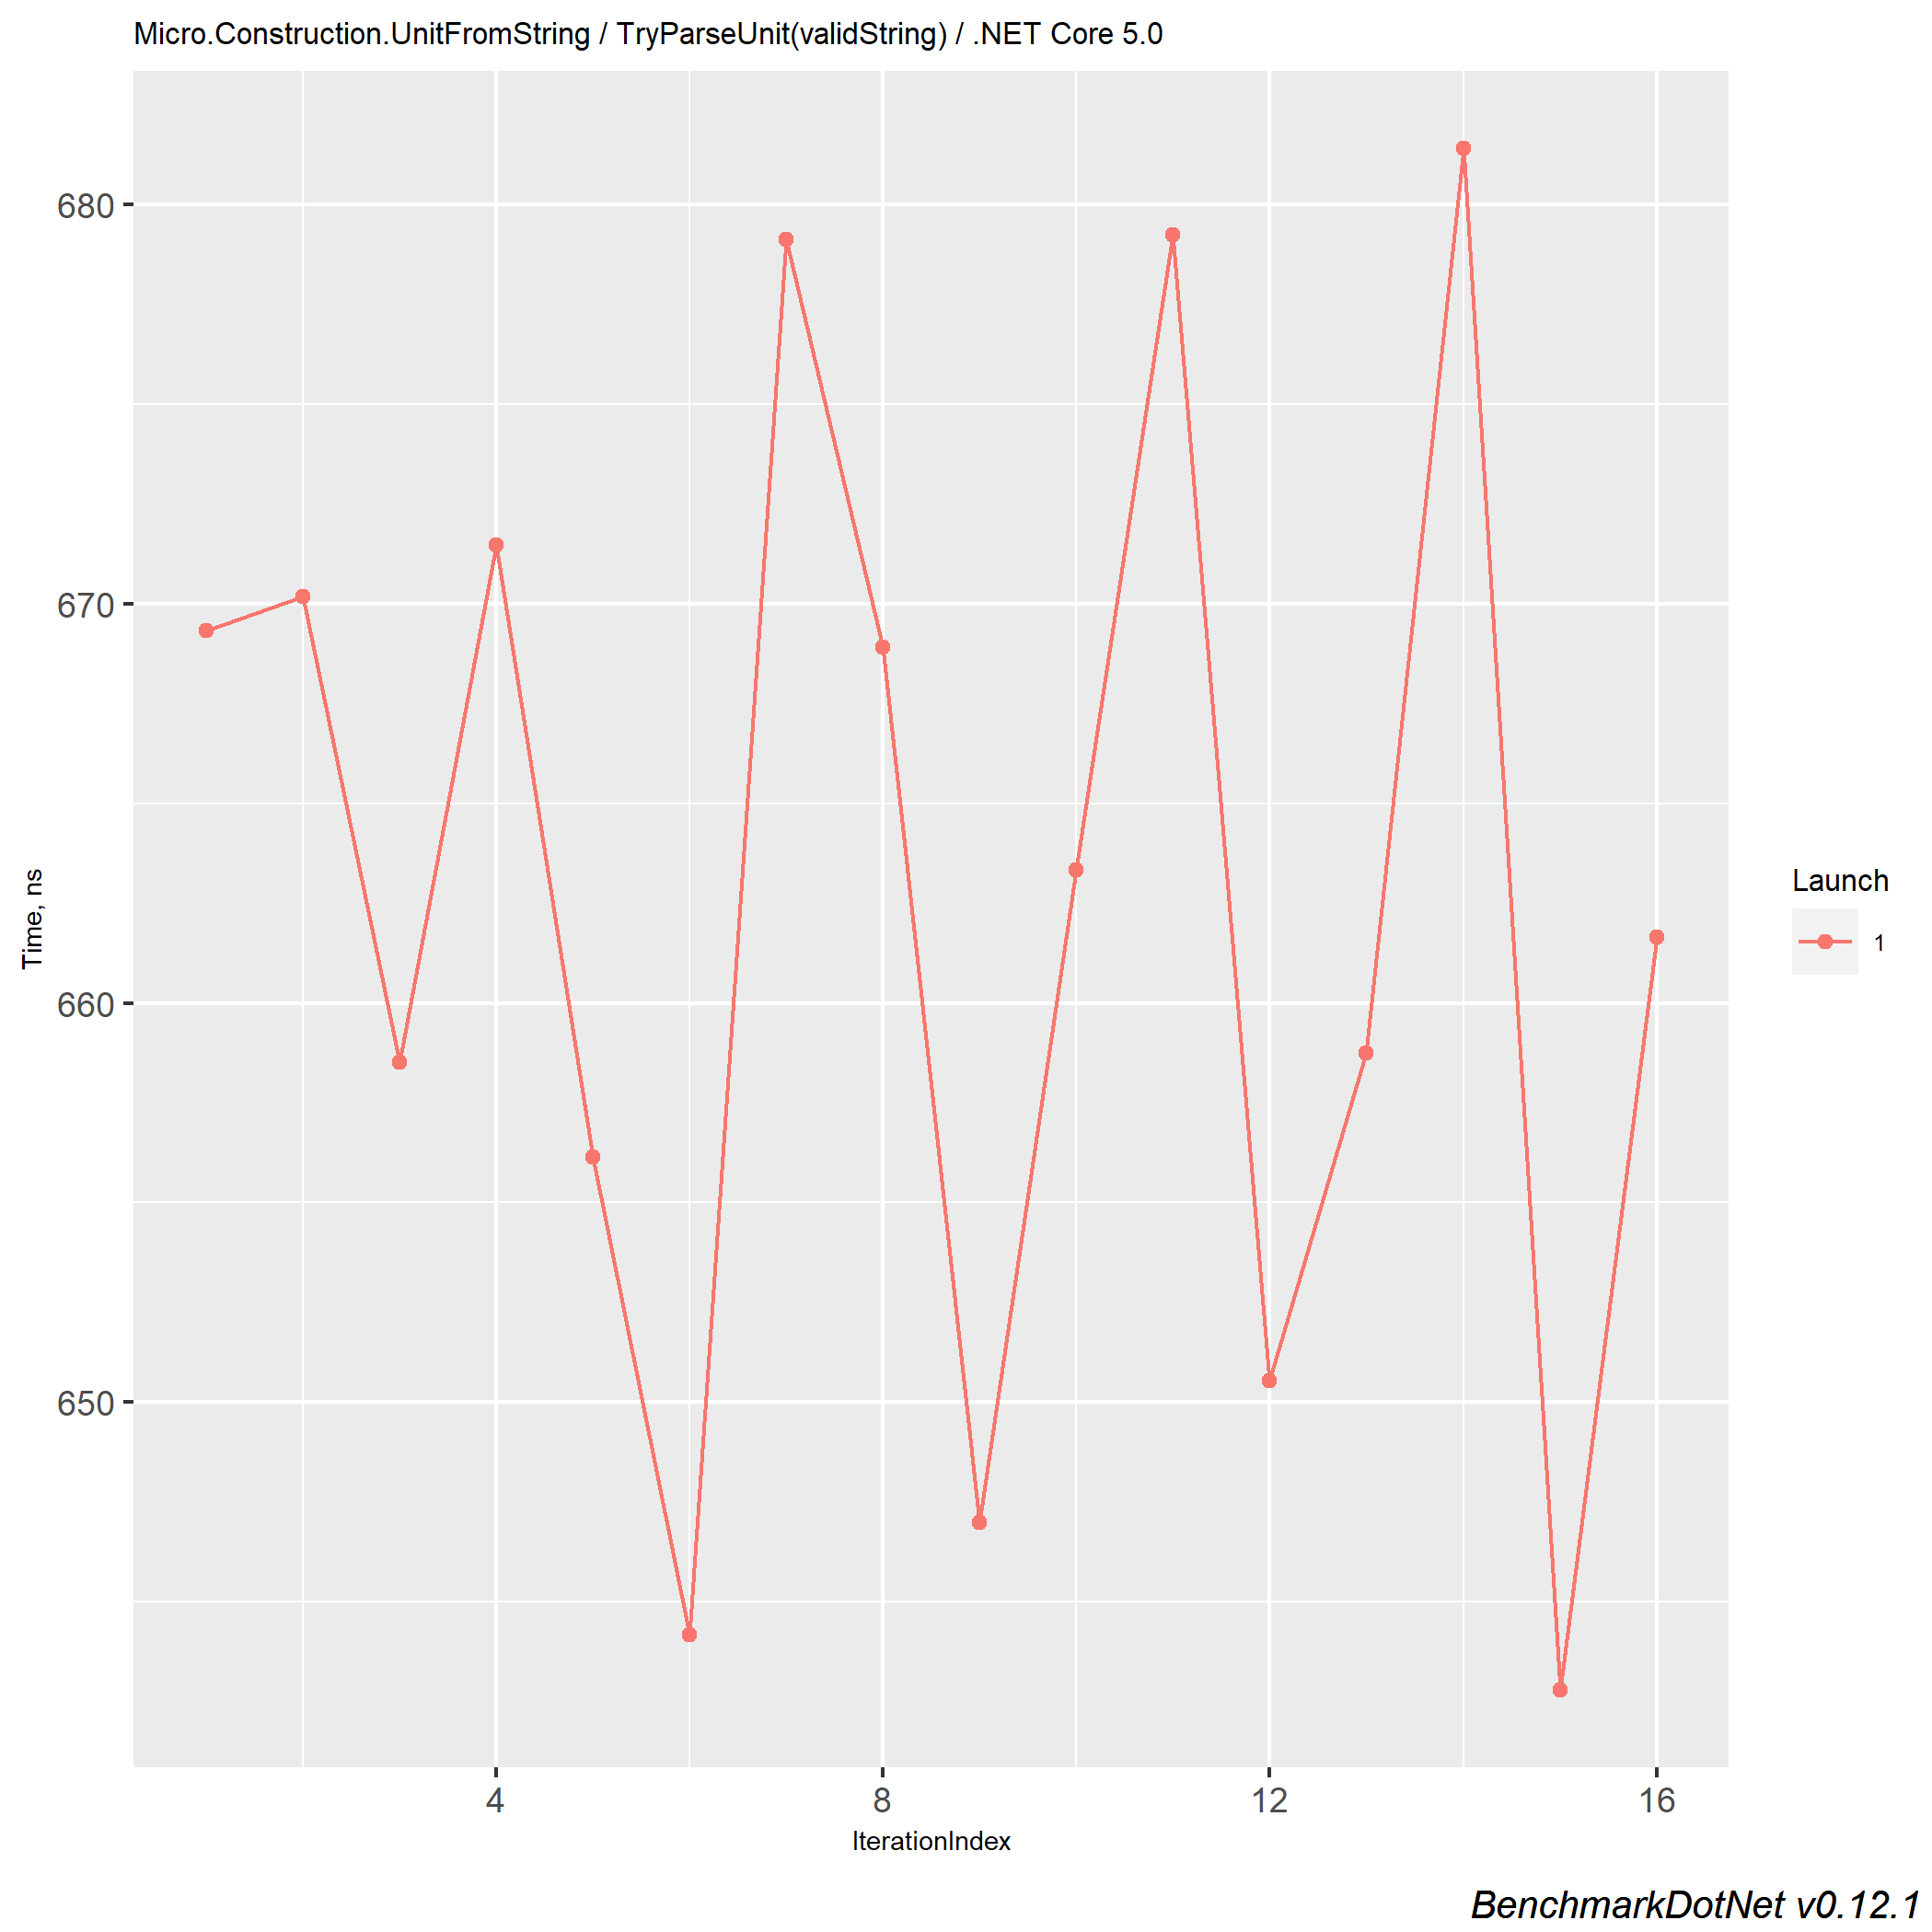 Micro.Construction.UnitFromString / TryParseUnit(validString) / .NET Core 5.0
680
670
660
650
Time, ns
4 8 12 16
IterationIndex
Launch
1
BenchmarkDotNet v0.12.1